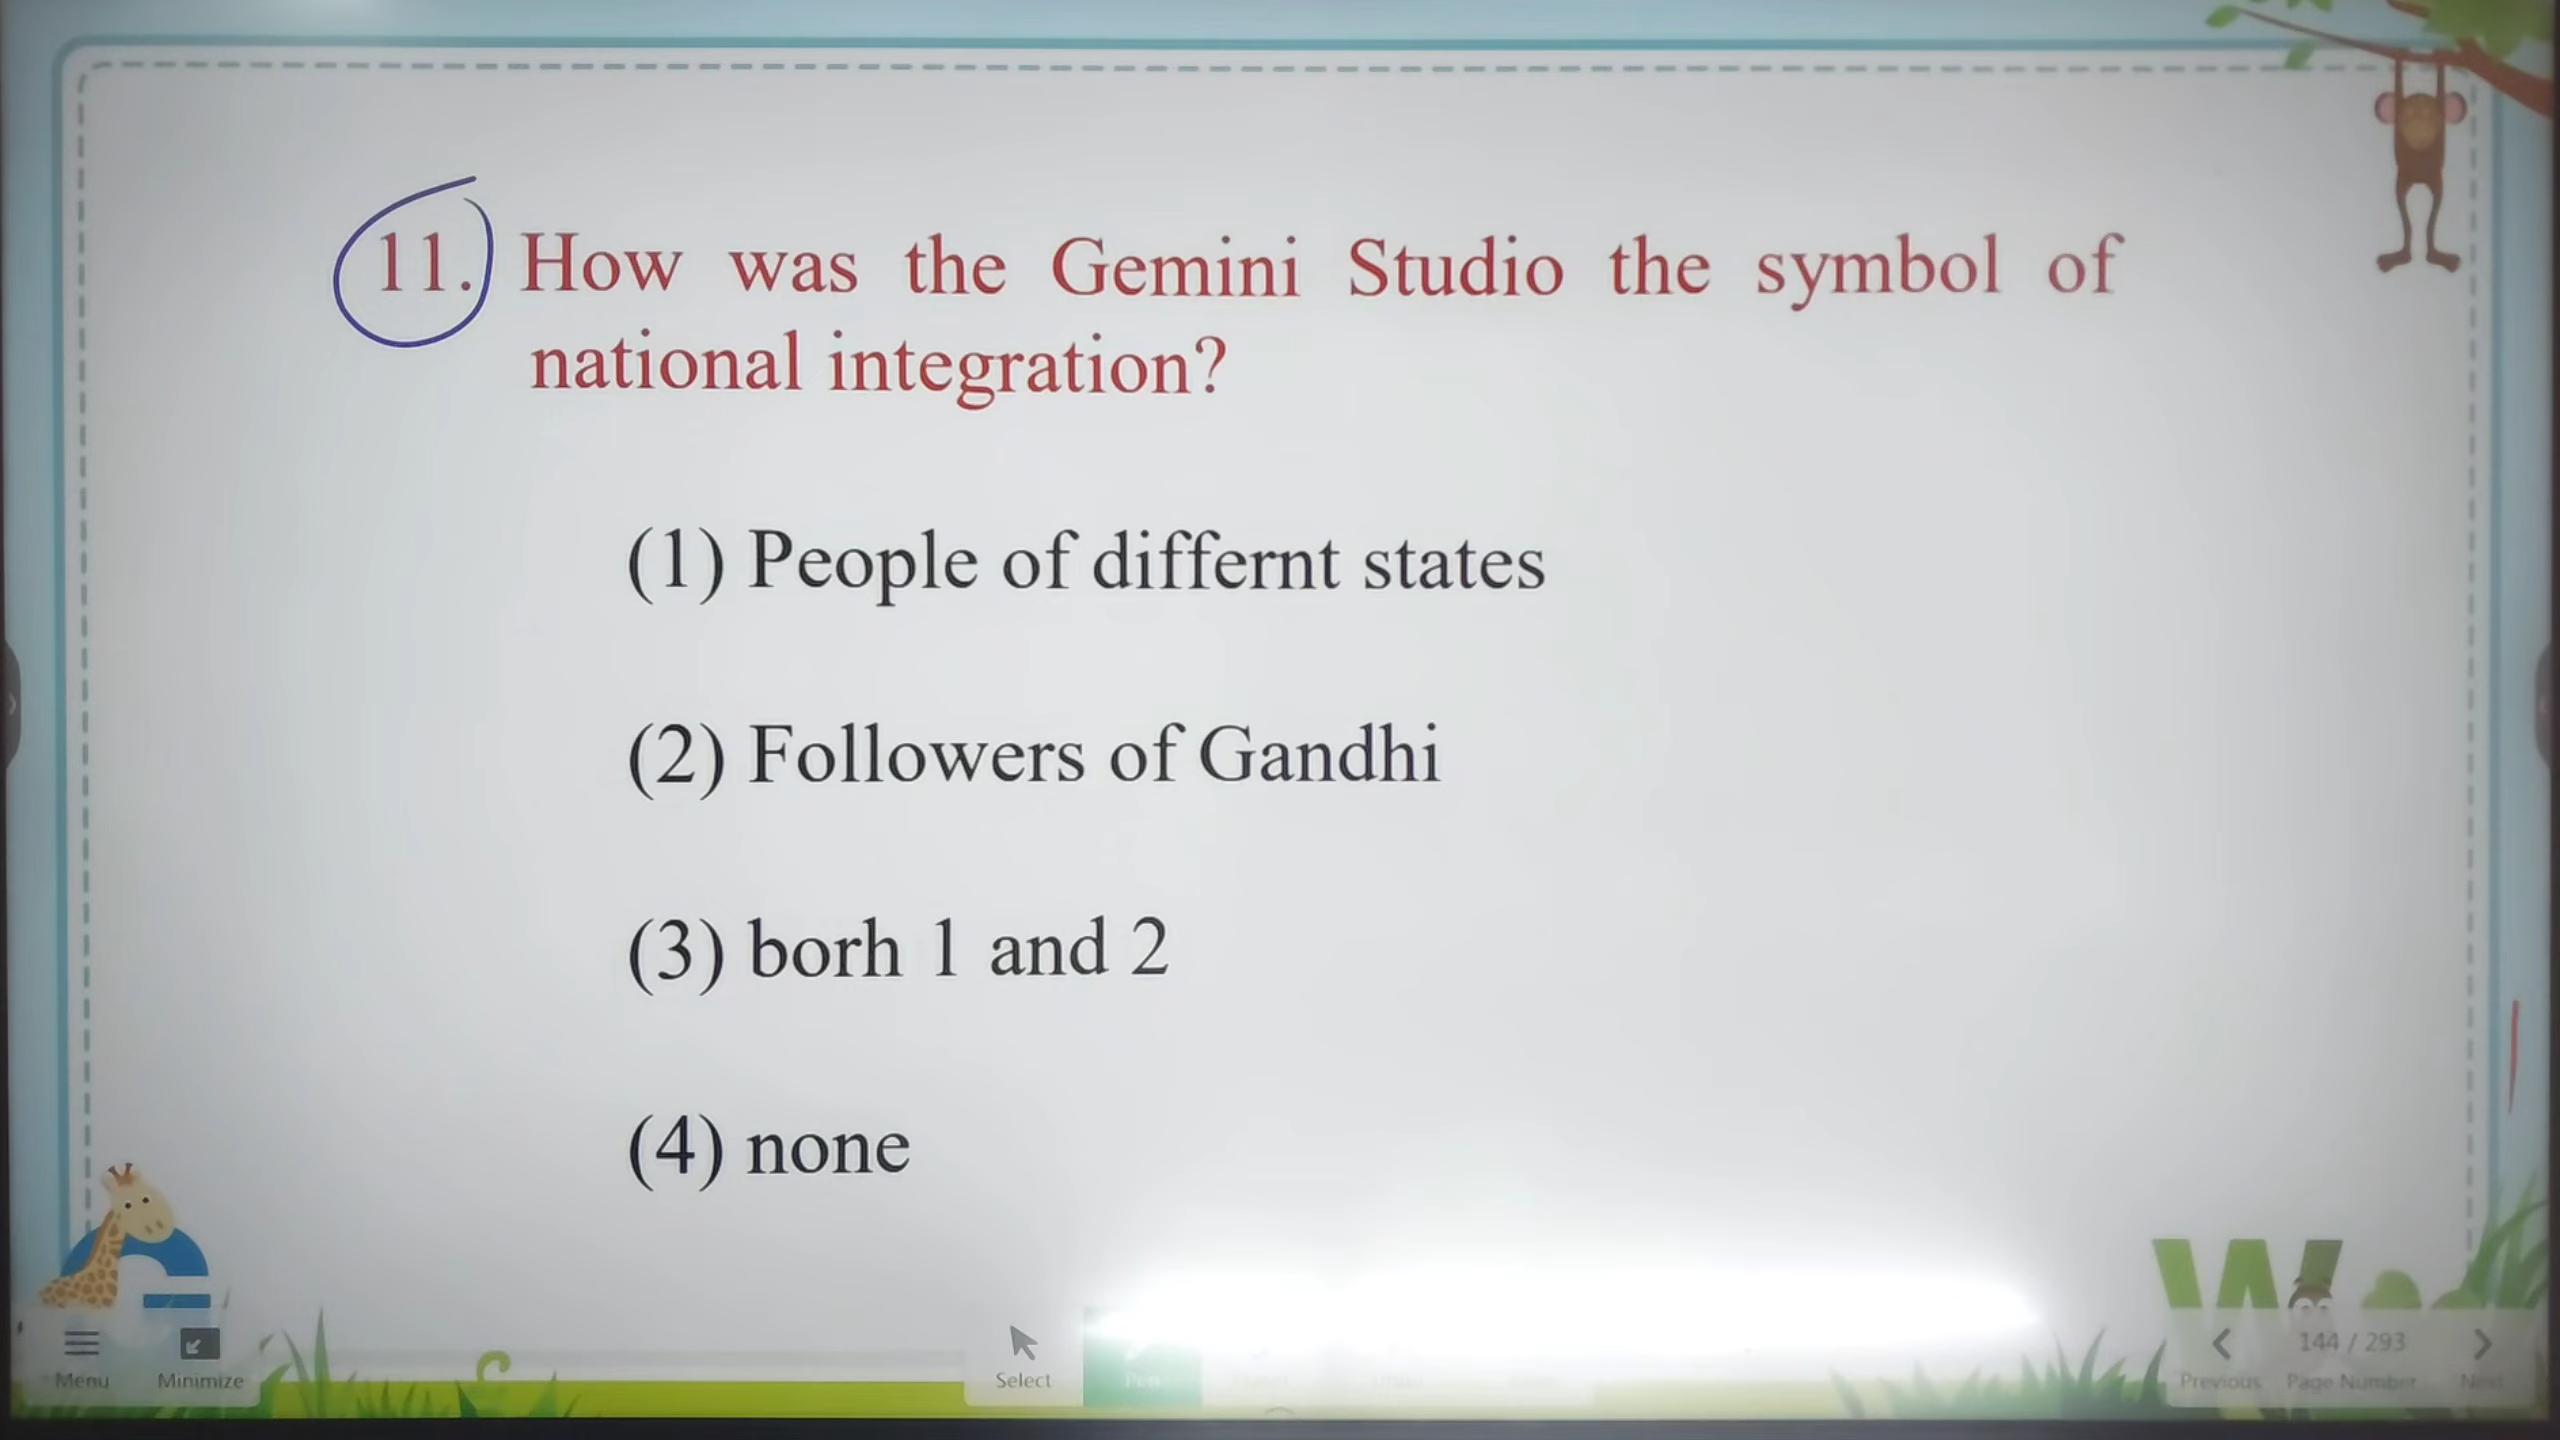 11. How was the Gemini Studio the symbol of
national integration?
(1) People of differnt states
(2) Followers of Gandhi
(3) borh 1 and 2
(4) none
W
Menu
Minimize
Select
Pen
144 / 293
Previous
Page Number
Next